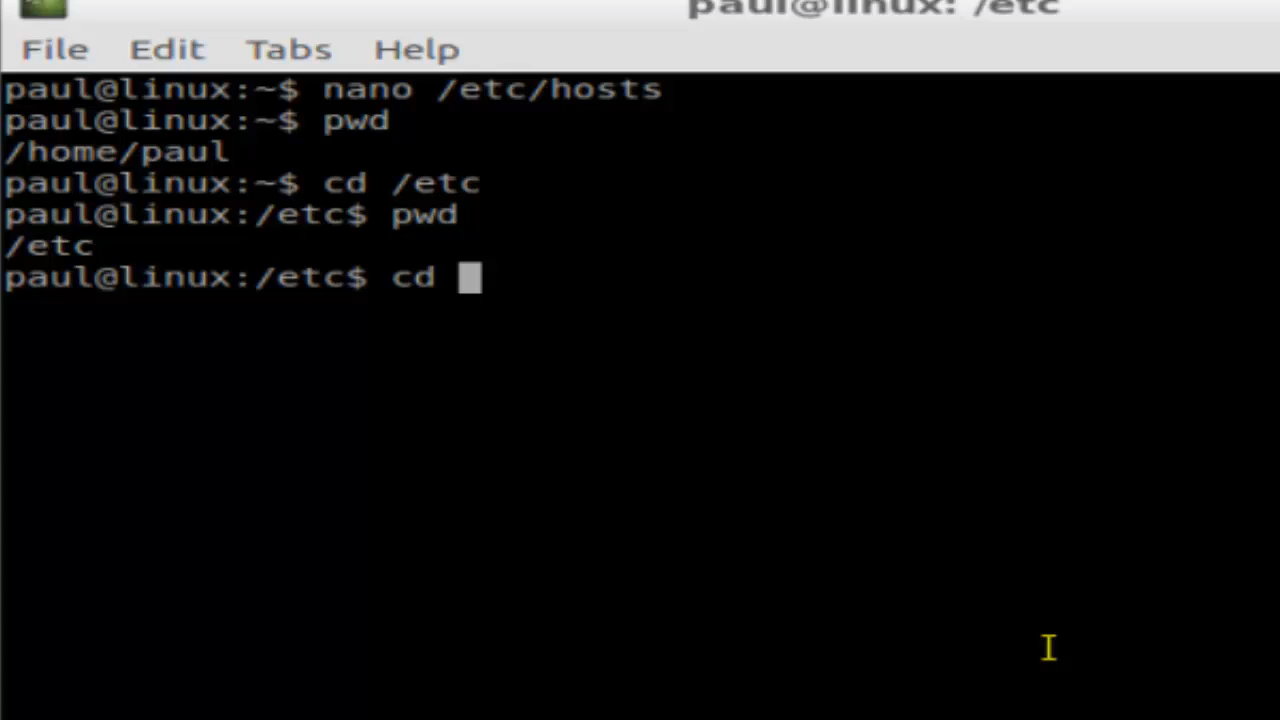 paul@linux: /etc
File Edit Tabs Help
paul@linux:~$ nano /etc/hosts
paul@linux:~$ pwd
/home/paul
paul@linux:~$ cd /etc
paul@linux:/etc$ pwd
/etc
paul@linux:/etc$ cd